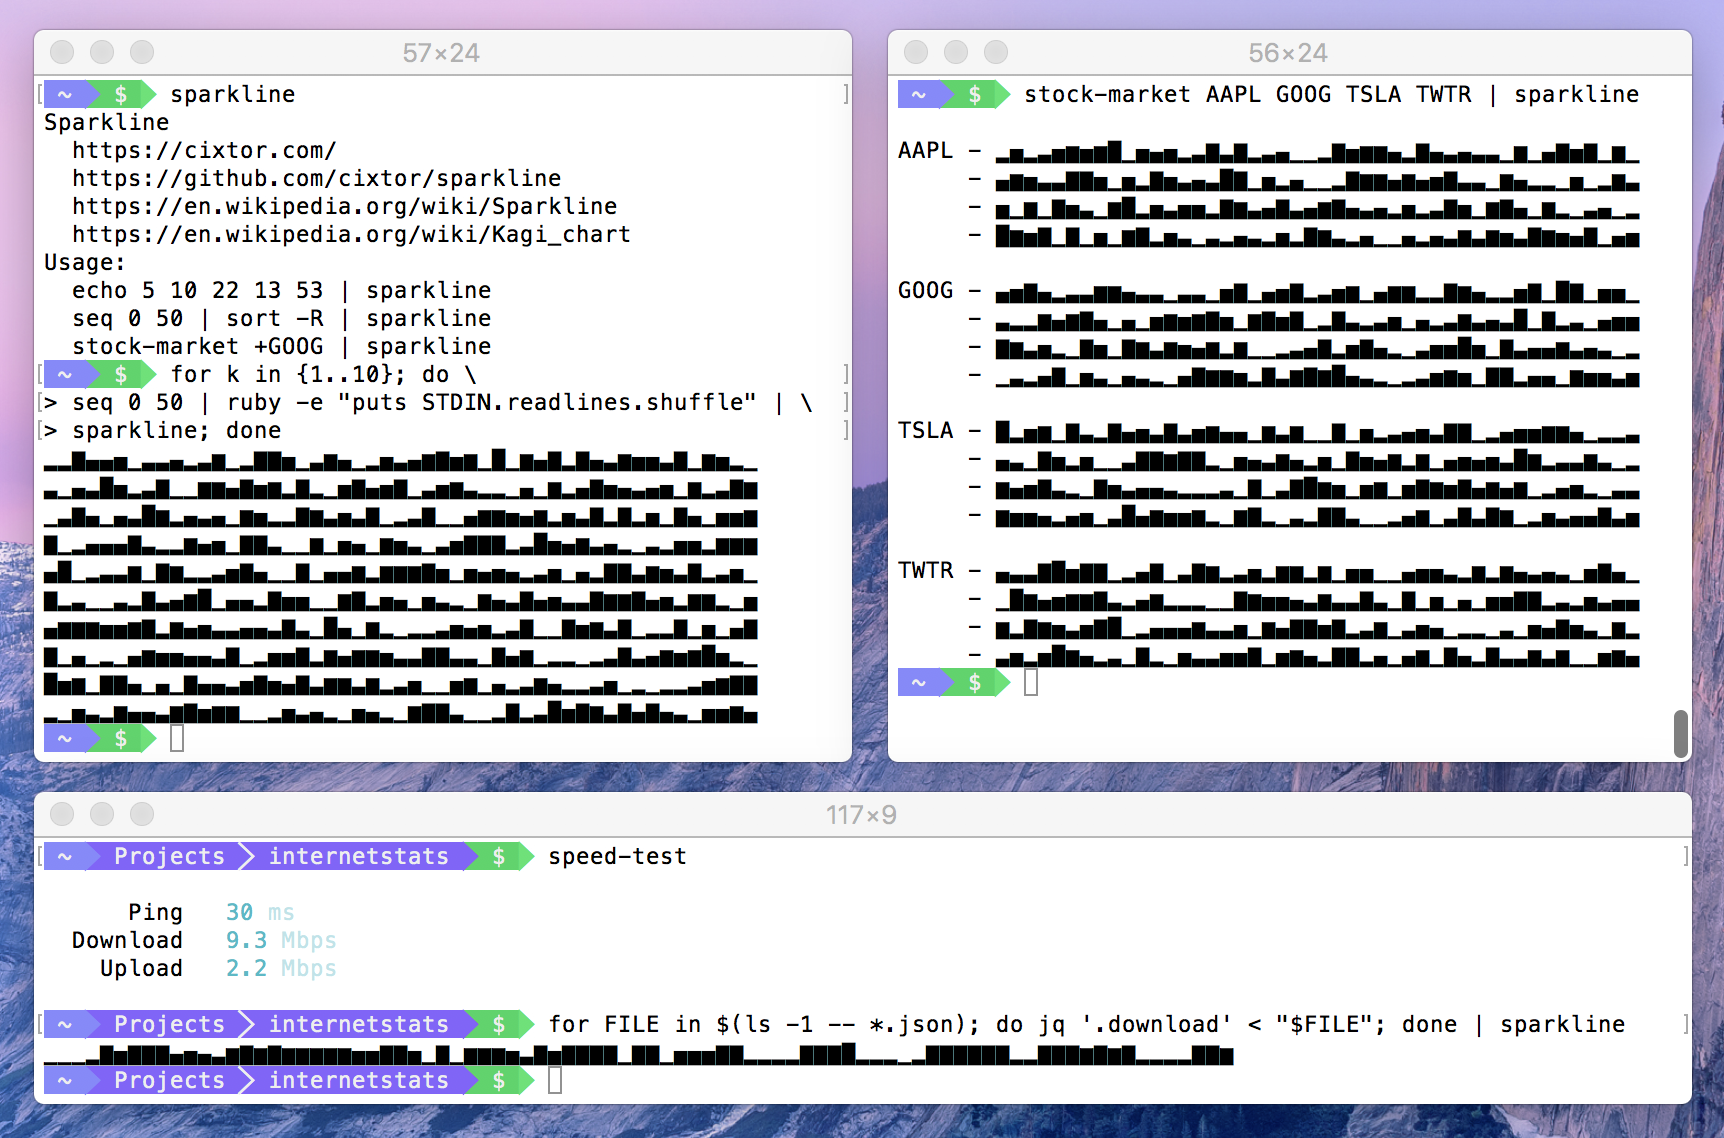 57×24
~ $ sparkline
Sparkline
https://cixtor.com/
https://github.com/cixtor/sparkline
https://en.wikipedia.org/wiki/Sparkline
https://en.wikipedia.org/wiki/Kagi_chart
Usage:
echo 5 10 22 13 53 | sparkline
seq 0 50 | sort -R | sparkline
stock-market +GOOG | sparkline
~ $ for k in {1..10}; do \
> seq 0 50 | ruby -e "puts STDIN.readlines.shuffle" | \
> sparkline; done
~ $
56×24
~ $ stock-market AAPL GOOG TSLA TWTR | sparkline
AAPL -
-
-
-
GOOG -
-
-
-
TSLA -
-
-
-
TWTR -
-
-
-
~ $
117×9
~ Projects internetstats $ speed-test
Ping 30 ms
Download 9.3 Mbps
Upload 2.2 Mbps
~ Projects internetstats $ for FILE in $(ls -1 -- *.json); do jq '.download' < "$FILE"; done | sparkline
~ Projects internetstats $